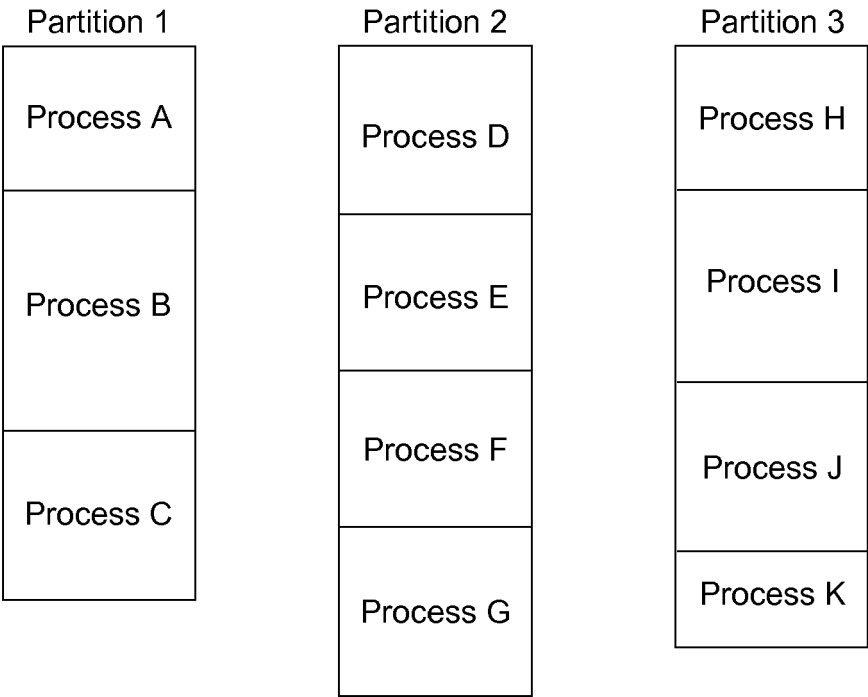 Partition 1
Process A
Process B
Process C
Partition 2
Process D
Process E
Process F
Process G
Partition 3
Process H
Process I
Process J
Process K